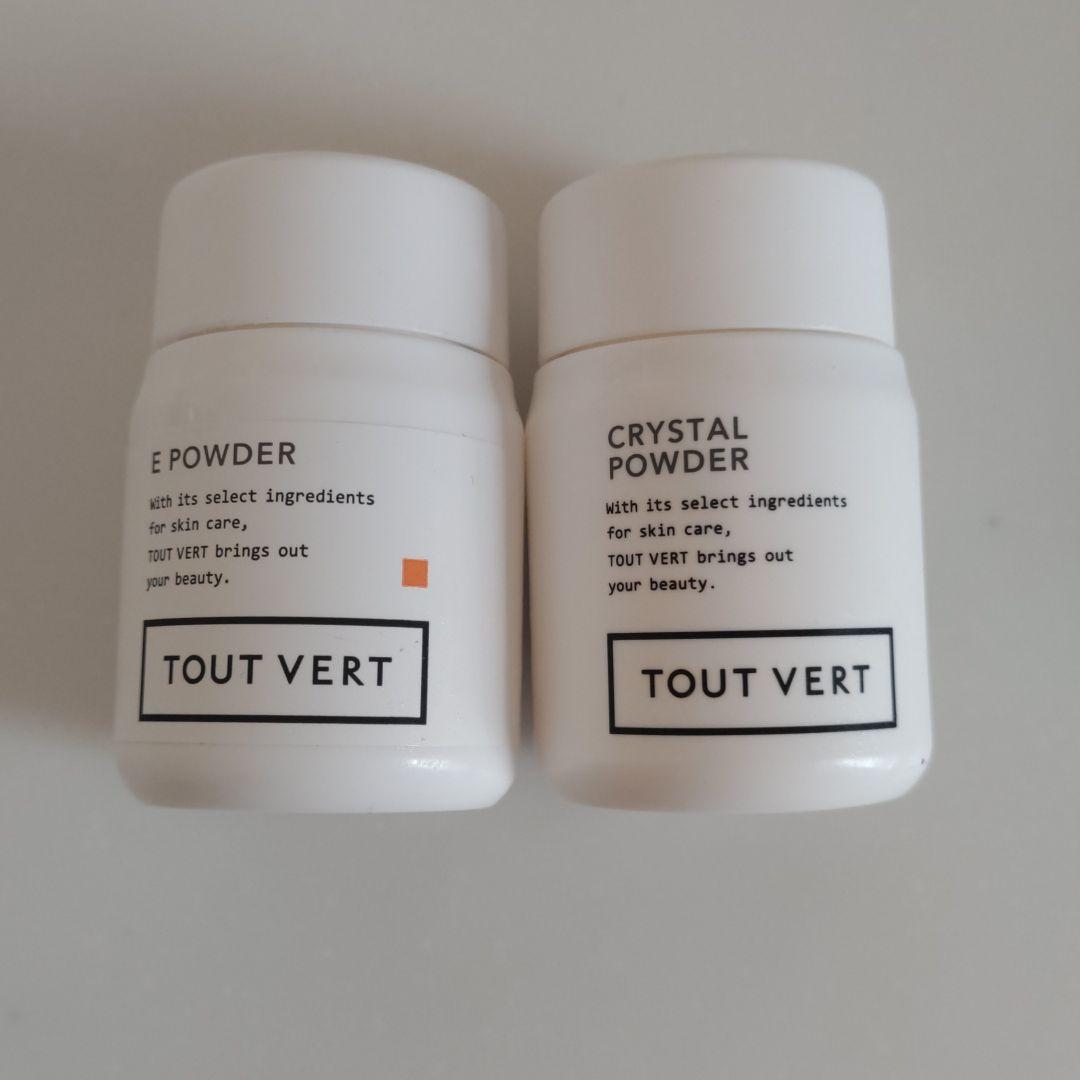 E POWDER
With its select ingredients
for skin care,
TOUT VERT brings out
your beauty.
TOUT VERT
CRYSTAL
POWDER
With its select ingredients
for skin care,
TOUT VERT brings out
your beauty.
TOUT VERT